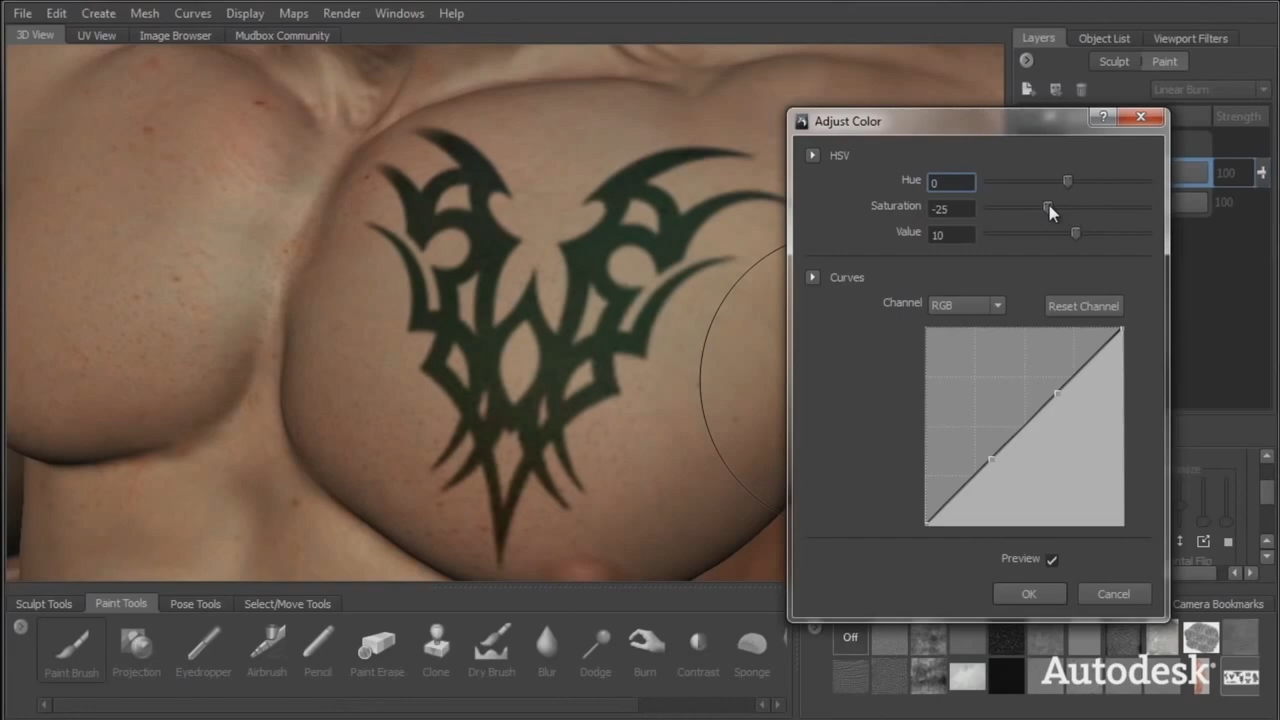 File Edit Create Mesh Curves Display Maps Render Windows Help
3D View UV View Image Browser Mudbox Community
Layers Object List Viewport Filters
Sculpt Paint
Linear Burn
Strength
100
100
Adjust Color
?
HSV
Hue 0
Saturation -25
Value 10
Curves
Channel RGB Reset Channel
Preview
OK Cancel
Sculpt Tools Paint Tools Pose Tools Select/Move Tools
Camera Bookmarks
Paint Brush Projection Eyedropper Airbrush Pencil Paint Erase Clone Dry Brush Blur Dodge Burn Contrast Sponge
Off
Autodesk